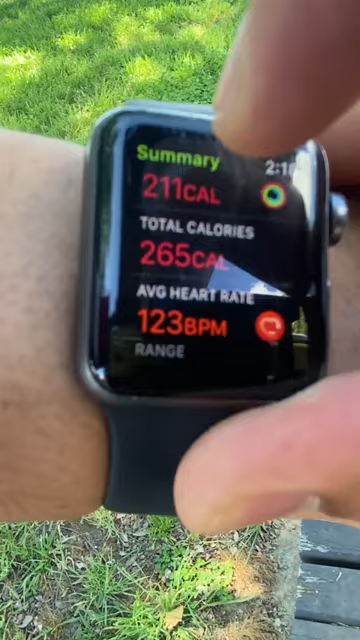 Summary
211CAL
TOTAL CALORIES
265CAL
AVG HEART RATE
123BPM
RANGE